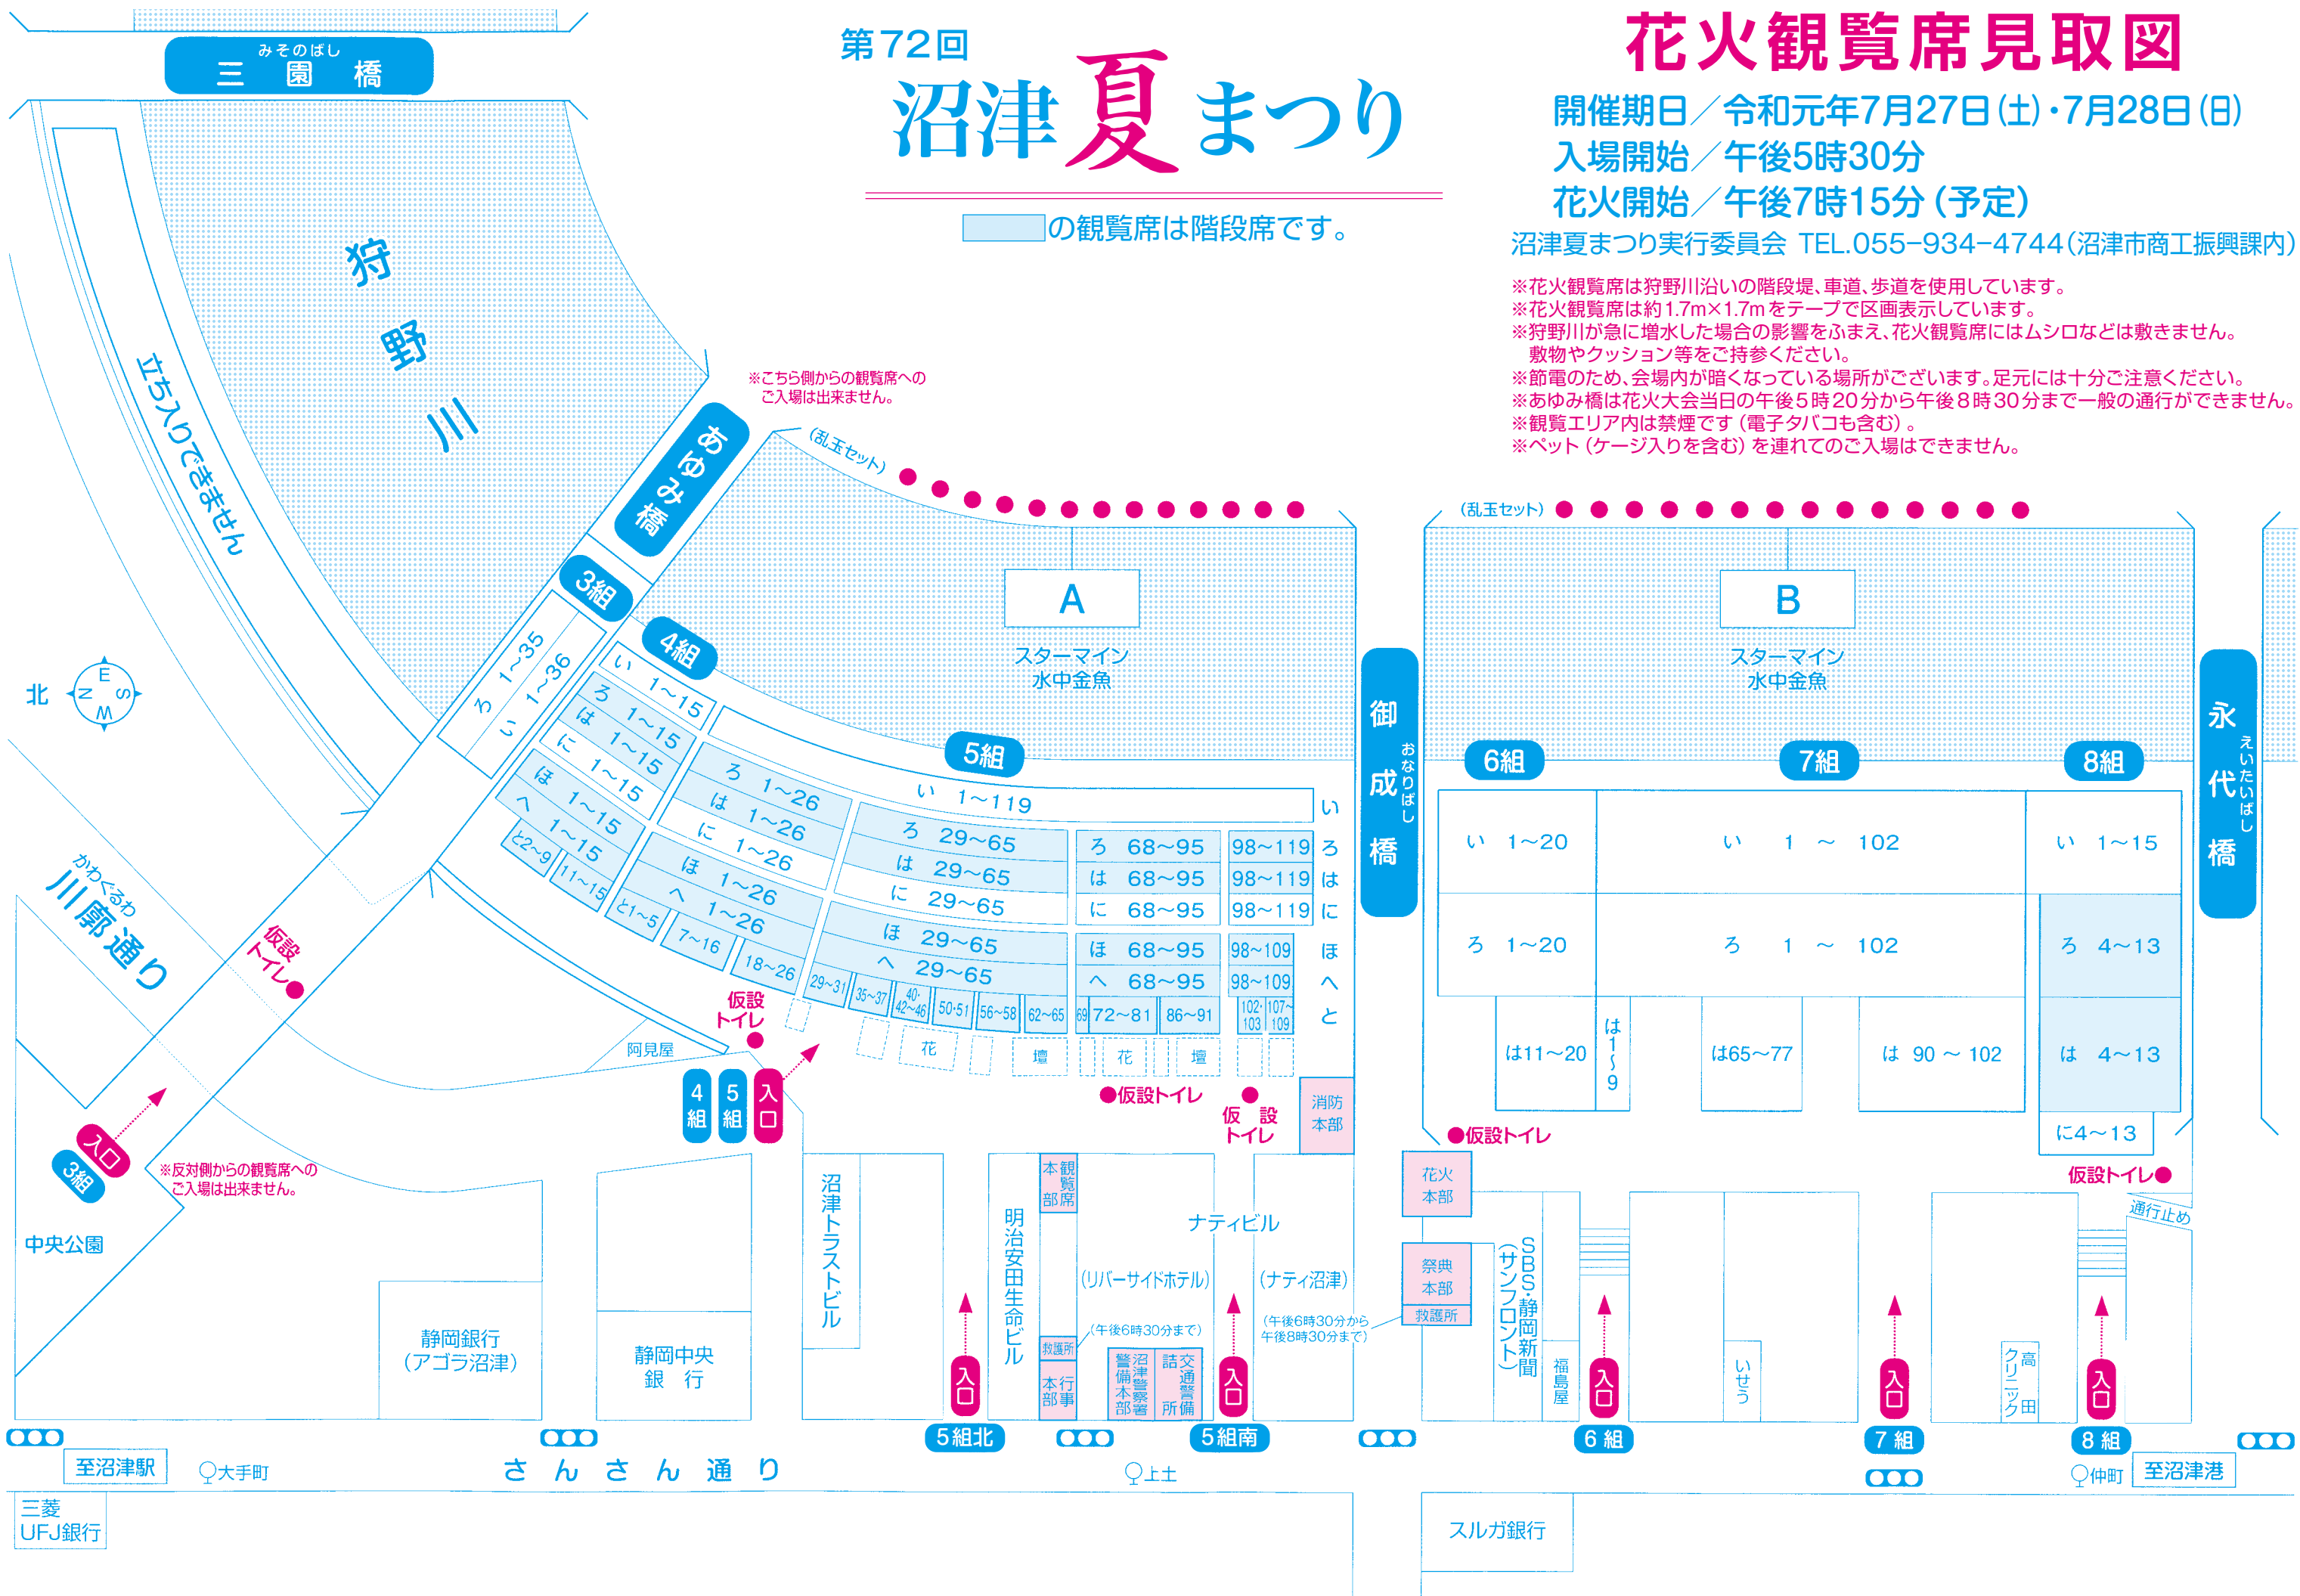 みそのばし
三園橋
第72回
沼津夏まつり
の観覧席は階段席です。
花火観覧席見取図
開催期日／令和元年7月27日(土)・7月28日(日)
入場開始／午後5時30分
花火開始／午後7時15分(予定)
沼津夏まつり実行委員会 TEL.055-934-4744(沼津市商工振興課内)
※花火観覧席は狩野川沿いの階段堤、車道、歩道を使用しています。
※花火観覧席は約1.7m×1.7mをテープで区画表示しています。
※狩野川が急に増水した場合の影響をふまえ、花火観覧席にはムシロなどは敷きません。
敷物やクッション等をご持参ください。
※節電のため、会場内が暗くなっている場所がございます。足元には十分ご注意ください。
※あゆみ橋は花火大会当日の午後5時20分から午後8時30分まで一般の通行ができません。
※観覧エリア内は禁煙です(電子タバコも含む)。
※ペット(ケージ入りを含む)を連れてのご入場はできません。
狩野川
立ち入りできません
※こちら側からの観覧席への
ご入場は出来ません。
あゆみ橋
(乱玉セット)
(乱玉セット)
A
スターマイン
水中金魚
B
スターマイン
水中金魚
北
E
N
S
W
3組
ろ 1〜35
い 1〜36
4組
い 1〜15
ろ 1〜15
は 1〜15
に 1〜15
ほ 1〜15
へ 1〜15
と2〜9
11〜15
5組
い 1〜119
い
ろ 1〜26
は 1〜26
に 1〜26
ほ 1〜26
へ 1〜26
と1〜5
7〜16
18〜26
ろ 29〜65
は 29〜65
に 29〜65
ほ 29〜65
へ 29〜65
29〜31
35〜37
40・
42〜46
50・51
56〜58
62〜65
ろ 68〜95
は 68〜95
に 68〜95
ほ 68〜95
へ 68〜95
69
72〜81
86〜91
98〜119 ろ
98〜119 は
98〜119 に
98〜109 ほ
98〜109 へ
102・
103
107〜
109
と
花
壇
花
壇
御成橋
おなりばし
6組
い 1〜20
ろ 1〜20
は11〜20
は1〜9
7組
い 1 〜 102
ろ 1 〜 102
は65〜77
は 90 〜 102
8組
い 1〜15
ろ 4〜13
は 4〜13
に4〜13
永代橋
えいたいばし
かわぐるわ
川廓通り
仮設
トイレ
仮設
トイレ
阿見屋
4組
5組
入口
仮設トイレ
仮設
トイレ
消防
本部
仮設トイレ
仮設トイレ
通行止め
入口
3組
※反対側からの観覧席への
ご入場は出来ません。
中央公園
静岡銀行
(アゴラ沼津)
静岡中央
銀行
沼津トラストビル
入口
明治安田生命ビル
観覧席
本部
ナティビル
(リバーサイドホテル)
(ナティ沼津)
(午後6時30分まで)
(午後6時30分から
午後8時30分まで)
救護所
行事
本部
沼津警察署
警備本部
交通警備
詰所
入口
花火
本部
祭典
本部
救護所
SBS・静岡新聞
(サンフロント)
福島屋
入口
いせう
入口
高田
クリニック
入口
5組北
5組南
6組
7組
8組
至沼津駅
大手町
さんさん通り
上土
仲町
至沼津港
三菱
UFJ銀行
スルガ銀行